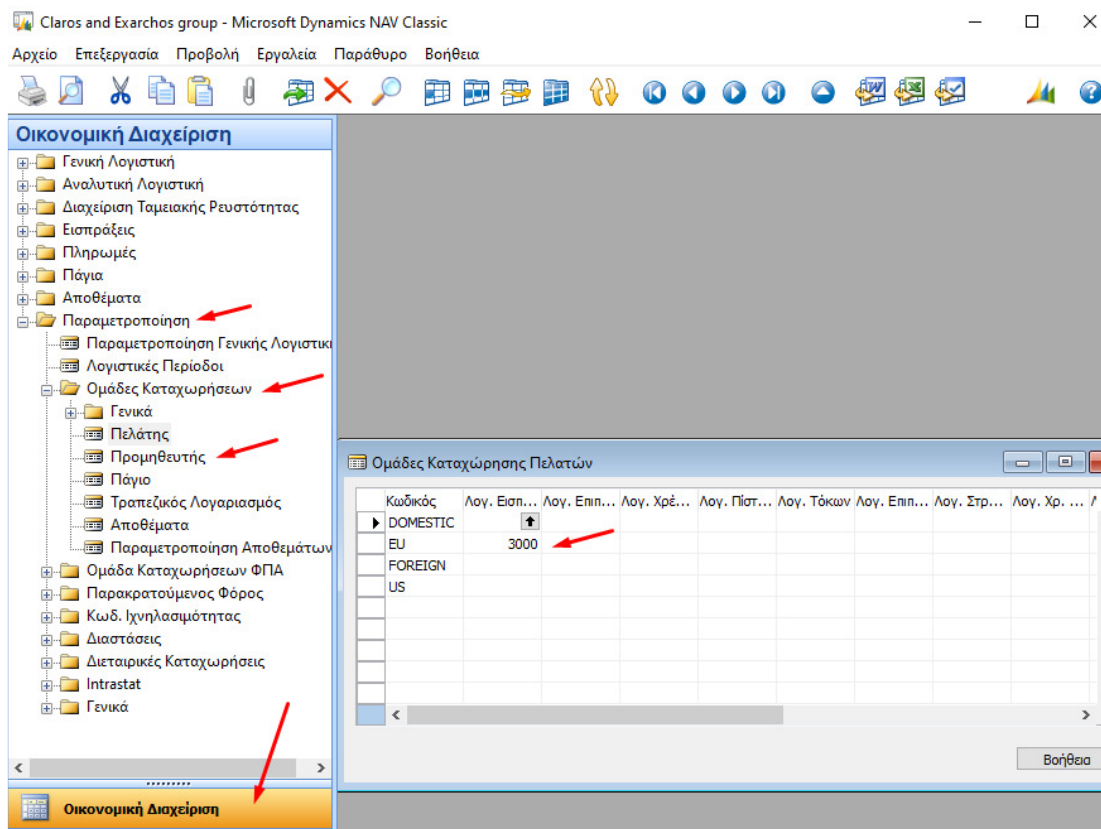 Claros and Exarchos group - Microsoft Dynamics NAV Classic
Αρχείο Επεξεργασία Προβολή Εργαλεία Παράθυρο Βοήθεια
Οικονομική Διαχείριση
Γενική Λογιστική
Αναλυτική Λογιστική
Διαχείριση Ταμειακής Ρευστότητας
Εισπράξεις
Πληρωμές
Πάγια
Αποθέματα
Παραμετροποίηση
Παραμετροποίηση Γενικής Λογιστικ
Λογιστικές Περίοδοι
Ομάδες Καταχωρήσεων
Γενικά
Πελάτης
Προμηθευτής
Πάγιο
Τραπεζικός Λογαριασμός
Αποθέματα
Παραμετροποίηση Αποθεμάτων
Ομάδα Καταχωρήσεων ΦΠΑ
Παρακρατούμενος Φόρος
Κωδ. Ιχνηλασιμότητας
Διαστάσεις
Διεταιρικές Καταχωρήσεις
Intrastat
Γενικά
Οικονομική Διαχείριση
Ομάδες Καταχώρησης Πελατών
Κωδικός Λογ. Εισπ... Λογ. Επιπ... Λογ. Χρέ... Λογ. Πίστ... Λογ. Τόκων Λογ. Επιπ... Λογ. Στρ... Λογ. Χρ. ...
DOMESTIC
EU 3000
FOREIGN
US
Βοήθεια